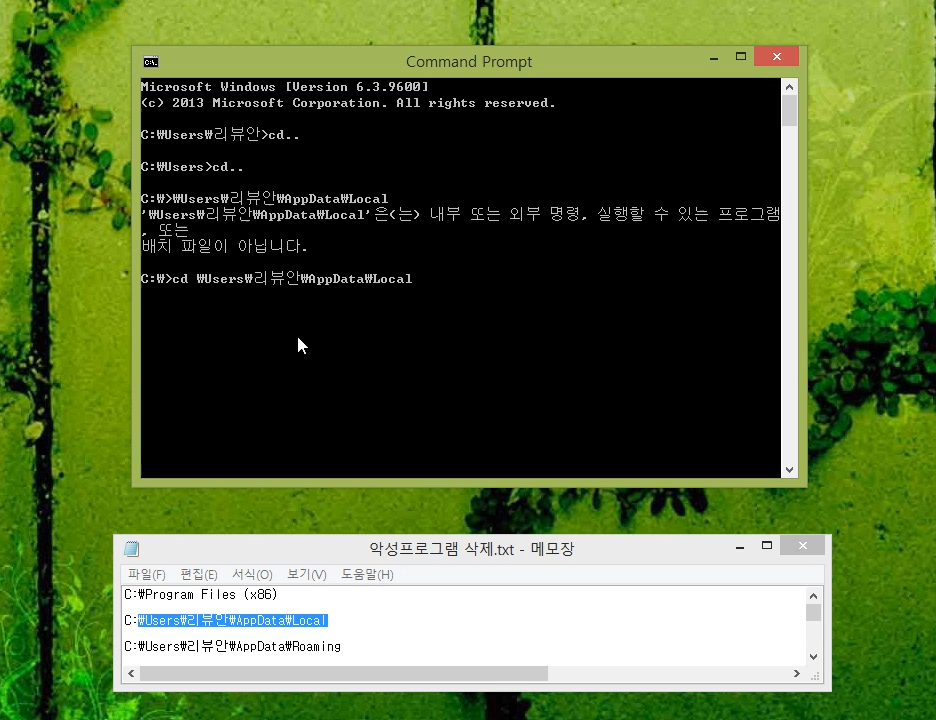 Command Prompt
Microsoft Windows [Version 6.3.9600]
(c) 2013 Microsoft Corporation. All rights reserved.
C:₩Users₩리뷰안>cd..
C:₩Users>cd..
C:₩>₩Users₩리뷰안₩AppData₩Local
'₩Users₩리뷰안₩AppData₩Local'은(는) 내부 또는 외부 명령, 실행할 수 있는 프로그램
, 또는
배치 파일이 아닙니다.
C:₩>cd ₩Users₩리뷰안₩AppData₩Local
악성프로그램 삭제.txt - 메모장
파일(F) 편집(E) 서식(O) 보기(V) 도움말(H)
C:₩Program Files (x86)
C:₩Users₩리뷰안₩AppData₩Local
C:₩Users₩리뷰안₩AppData₩Roaming